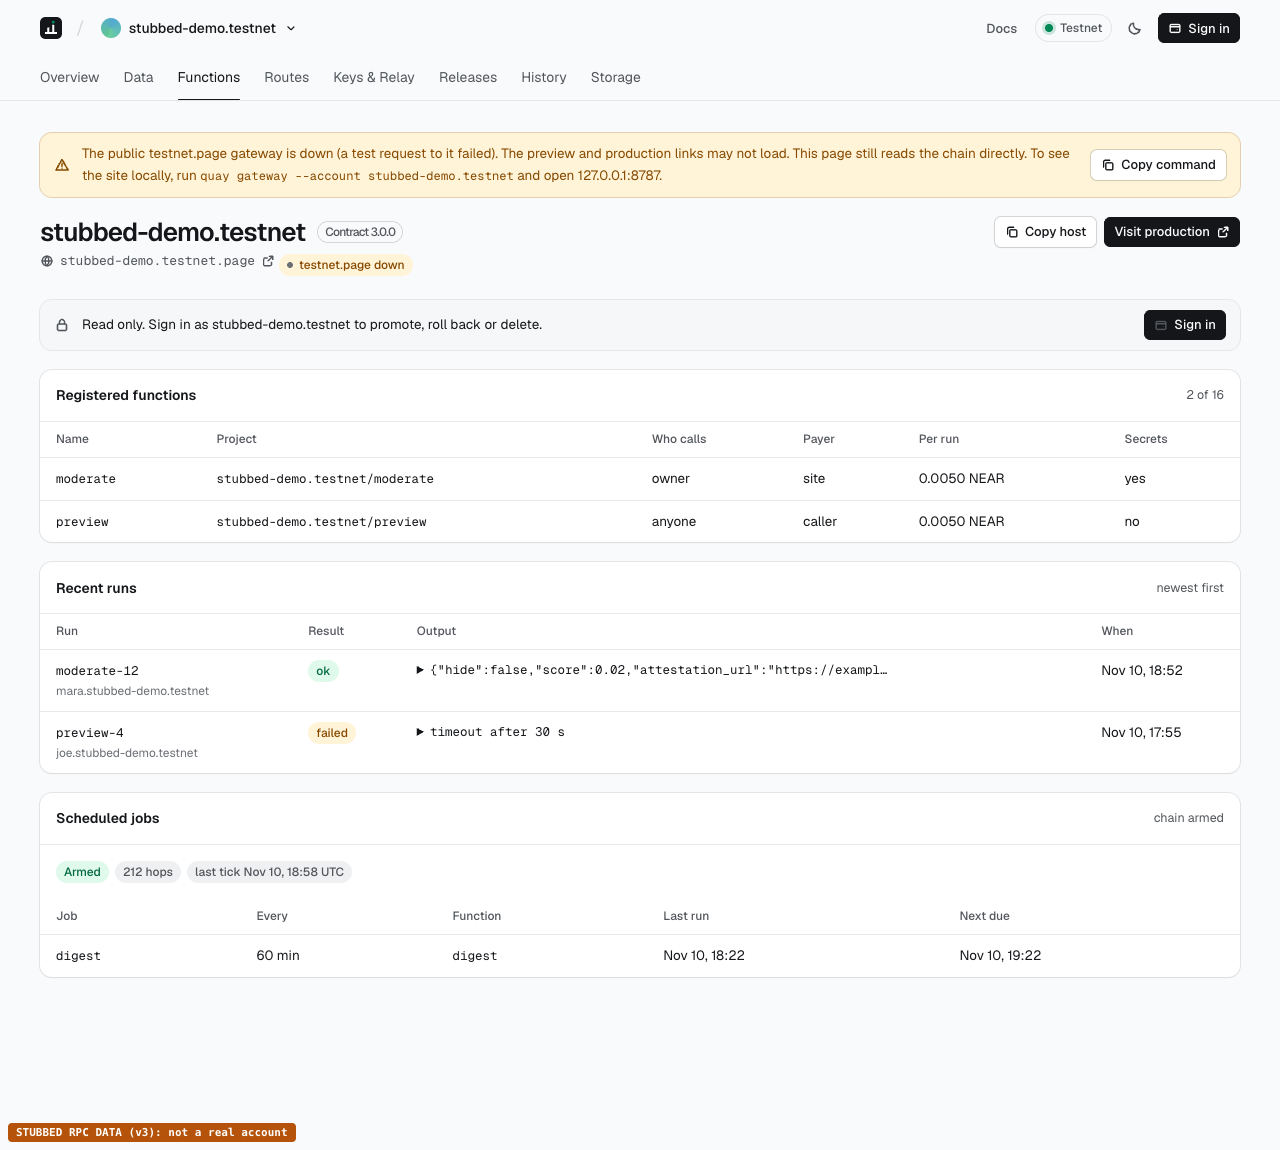 / stubbed-demo.testnet
Docs Testnet Sign in
Overview Data Functions Routes Keys & Relay Releases History Storage
The public testnet.page gateway is down (a test request to it failed). The preview and production links may not load. This page still reads the chain directly. To see
the site locally, run quay gateway --account stubbed-demo.testnet and open 127.0.0.1:8787.
Copy command
stubbed-demo.testnet Contract 3.0.0
Copy host Visit production
stubbed-demo.testnet.page testnet.page down
Read only. Sign in as stubbed-demo.testnet to promote, roll back or delete. Sign in
Registered functions 2 of 16
Name Project Who calls Payer Per run Secrets
moderate stubbed-demo.testnet/moderate owner site 0.0050 NEAR yes
preview stubbed-demo.testnet/preview anyone caller 0.0050 NEAR no
Recent runs newest first
Run Result Output When
moderate-12 ok {"hide":false,"score":0.02,"attestation_url":"https://exampl… Nov 10, 18:52
mara.stubbed-demo.testnet
preview-4 failed timeout after 30 s Nov 10, 17:55
joe.stubbed-demo.testnet
Scheduled jobs chain armed
Armed 212 hops last tick Nov 10, 18:58 UTC
Job Every Function Last run Next due
digest 60 min digest Nov 10, 18:22 Nov 10, 19:22
STUBBED RPC DATA (v3): not a real account